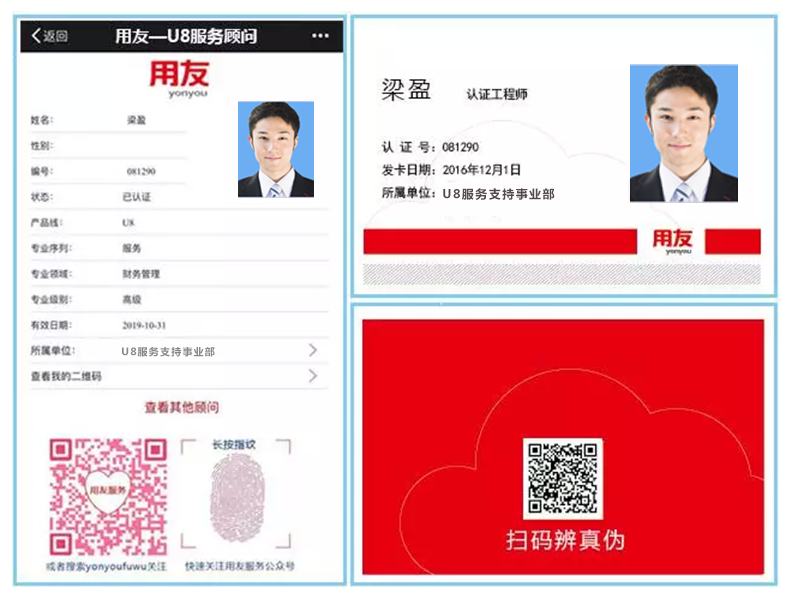 返回
用友—U8服务顾问
用友
yonyou
姓名: 梁盈
性别:
编号: 081290
状态: 已认证
产品线: U8
专业序列: 服务
专业领域: 财务管理
专业级别: 高级
有效日期: 2019-10-31
所属单位: U8服务支持事业部
查看我的二维码
查看其他顾问
用友服务
长按指纹
或者搜索yonyoufuwu关注
快速关注用友服务公众号
梁盈 认证工程师
认 证 号: 081290
发卡日期: 2016年12月1日
所属单位: U8服务支持事业部
用友
yonyou
扫码辨真伪